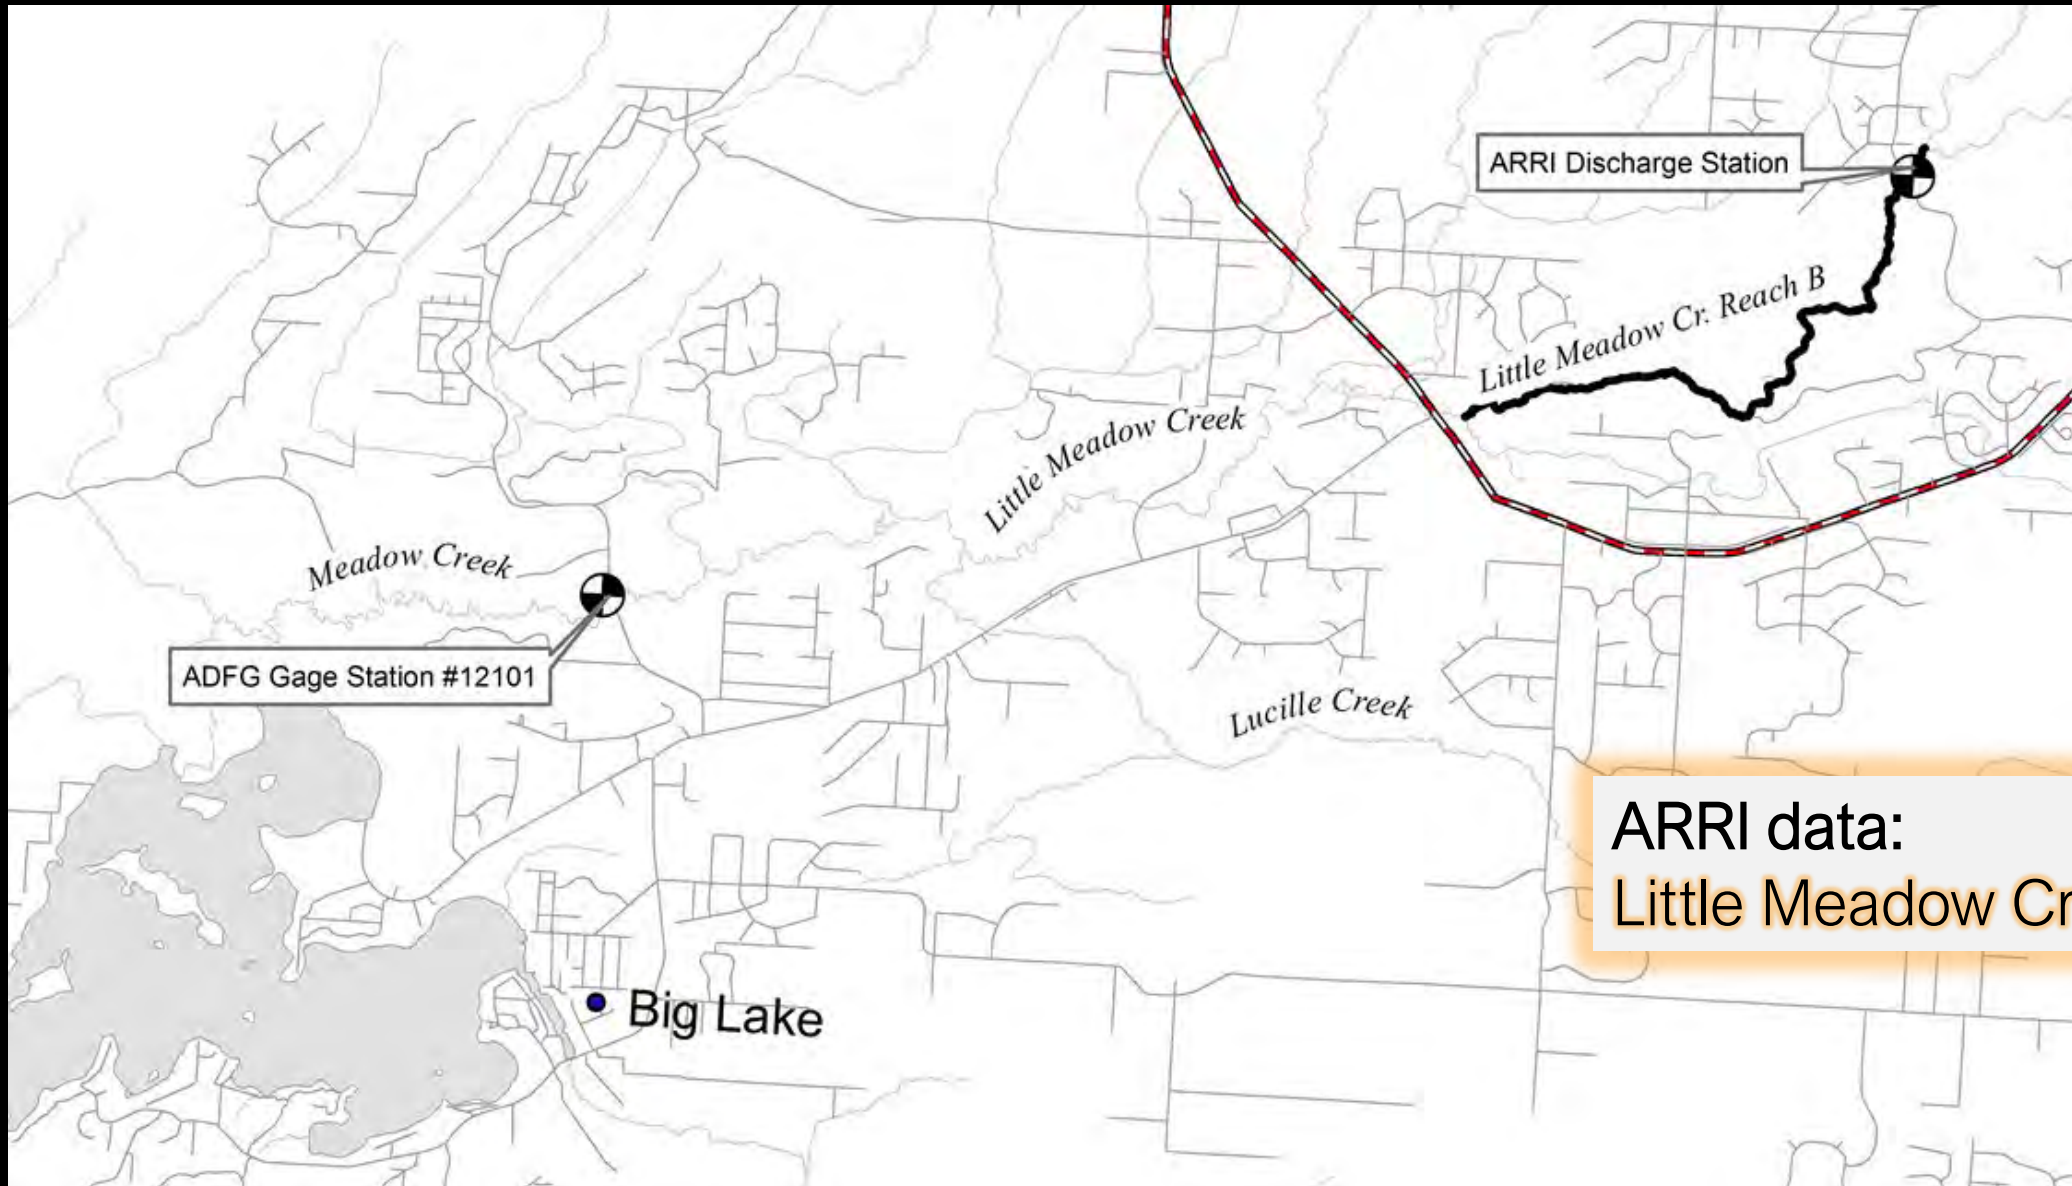 ARRI Discharge Station
Little Meadow Cr. Reach B
Little Meadow Creek
Meadow Creek
ADFG Gage Station #12101
Lucille Creek
ARRI data:
Little Meadow Cr
Big Lake